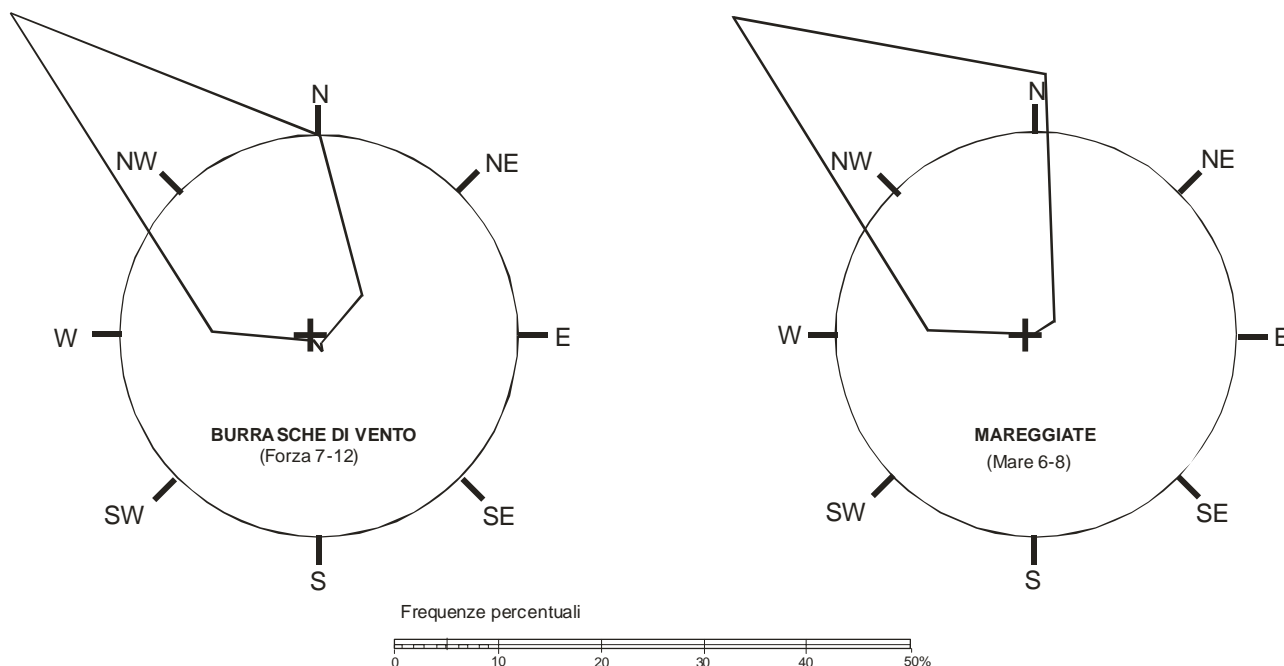 N
NW
NE
W
E
BURRASCHE DI VENTO
(Forza 7-12)
SW
SE
S
N
NW
NE
W
E
MAREGGIATE
(Mare 6-8)
SW
SE
S
Frequenze percentuali
0 10 20 30 40 50%